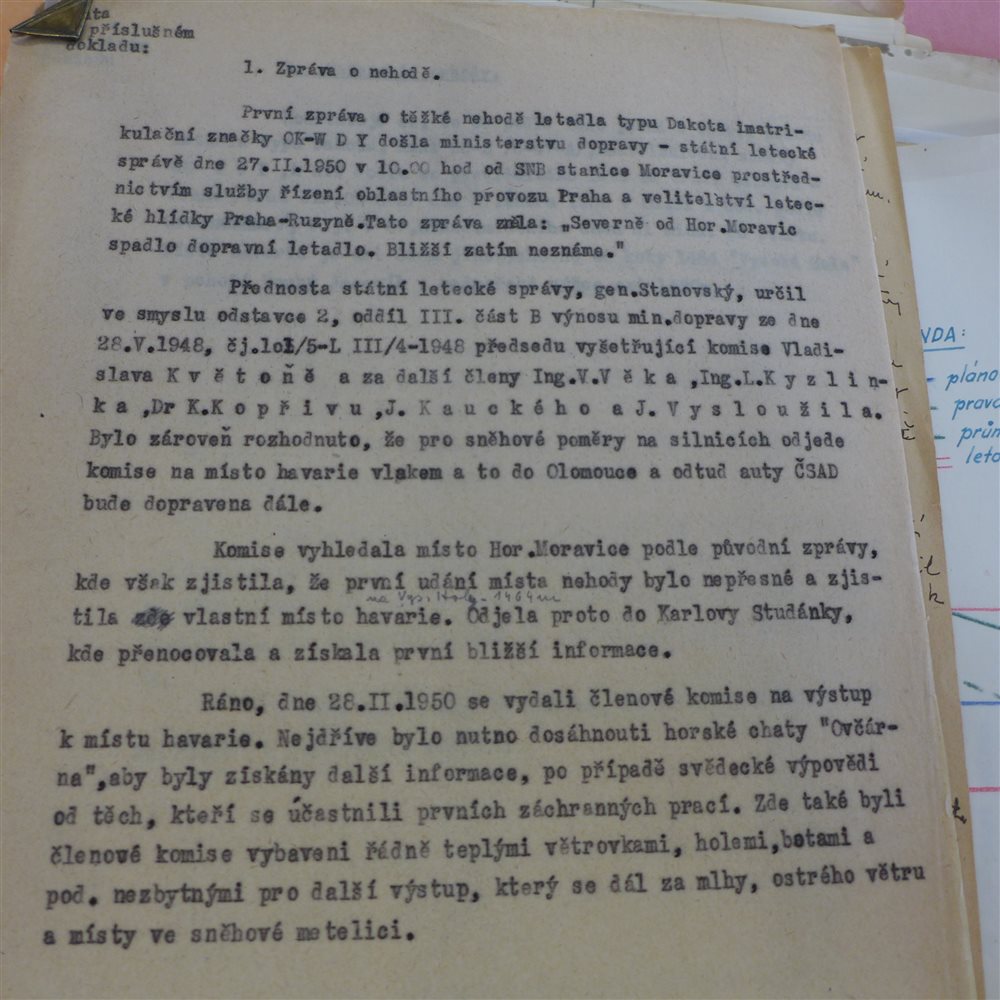 příslušném
dokladu:
1. Zpráva o nehodě.
První zpráva o těžké nehodě letadla typu Dakota imatri-
kulační značky OK-W D Y došla ministerstvu dopravy - státní letecké
správě dne 27.II.1950 v 10.00 hod od SNB stanice Moravice prostřed-
nictvím služby řízení oblastního provozu Praha a velitelství letec-
ké hlídky Praha-Ruzyně.Tato zpráva zněla: „Severně od Hor.Moravic
spadlo dopravní letadlo. Bližší zatím neznáme."
Přednosta státní letecké správy, gen.Stanovský, určil
ve smyslu odstavce 2, oddíl III. část B výnosu min.dopravy ze dne
28.V.1948, čj.lol/5-L III/4-1948 předsedu vyšetřující komise Vladi-
slava K v ě t o ň ě a za další členy Ing.V.V ě k a ,Ing.L.K y z l i n-
k a ,Dr K.K o p ř i v u ,J. K a u c k é h o a J. V y s l o u ž i l a.
Bylo zároveň rozhodnuto, že pro sněhové poměry na silnicích odjede
komise na místo havarie vlakem a to do Olomouce a odtud auty ČSAD
bude dopravena dále.
Komise vyhledala místo Hor.Moravice podle původní zprávy,
kde však zjistila, že první udání místa nehody bylo nepřesné a zjis-
na Vys. Hole - 1464m
tila vlastní místo havarie. Odjela proto do Karlovy Studánky,
kde přenocovala a získala první bližší informace.
Ráno, dne 28.II.1950 se vydali členové komise na výstup
k místu havarie. Nejdříve bylo nutno dosáhnouti horské chaty "Ovčár-
na",aby byly získány další informace, po případě svědecké výpovědi
od těch, kteří se účastnili prvních záchranných prací. Zde také byli
členové komise vybaveni řádně teplými větrovkami, holemi,botami a
pod. nezbytnými pro další výstup, který se dál za mlhy, ostrého větru
a místy ve sněhové metelici.
NDA:
- pláno
- pravo
- prům
leto